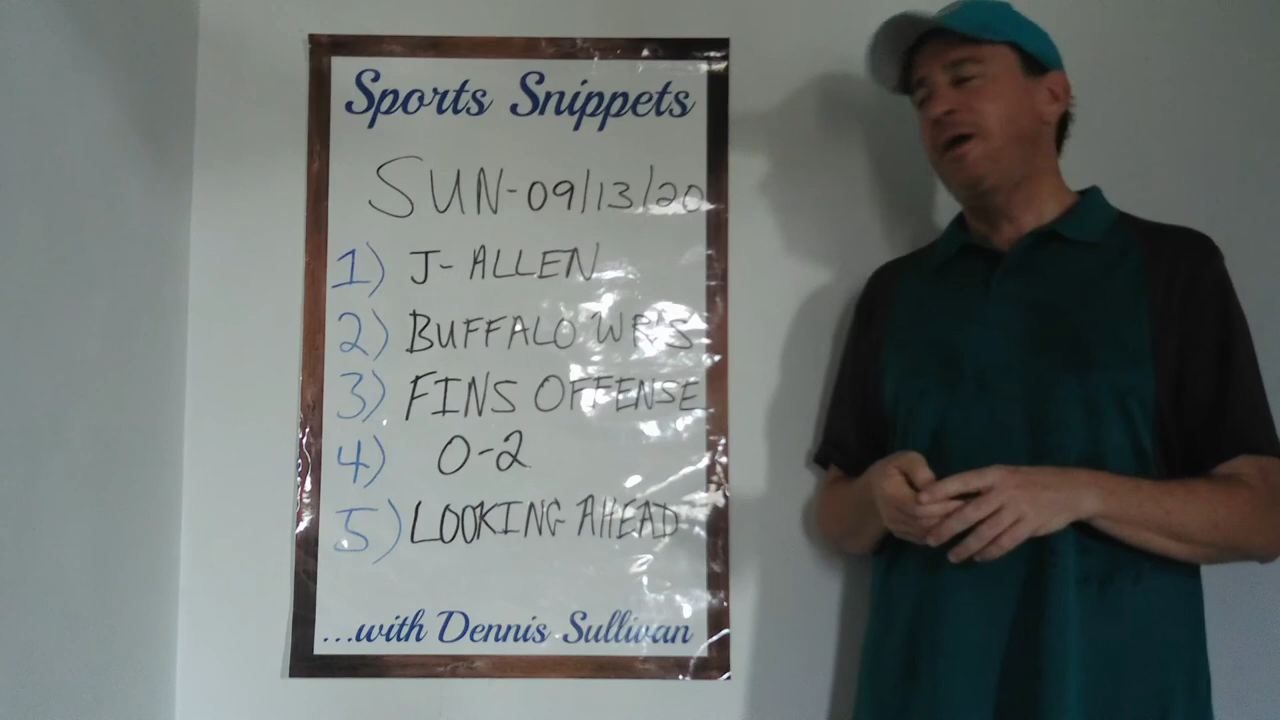 Sports Snippets
SUN-09/13/20
1) J-ALLEN
2) BUFFALO WR'S
3) FINS OFFENSE
4) 0-2
5) LOOKING AHEAD
...with Dennis Sullivan